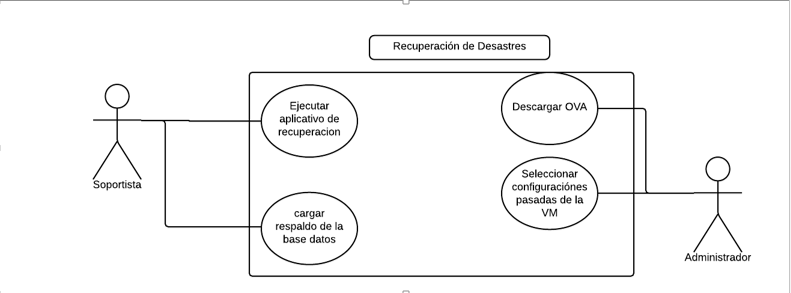 Recuperación de Desastres
Ejecutar
aplicativo de
recuperacion
Descargar OVA
Soportista
cargar
respaldo de la
base datos
Seleccionar
configuraciónes
pasadas de la
VM
Administrador